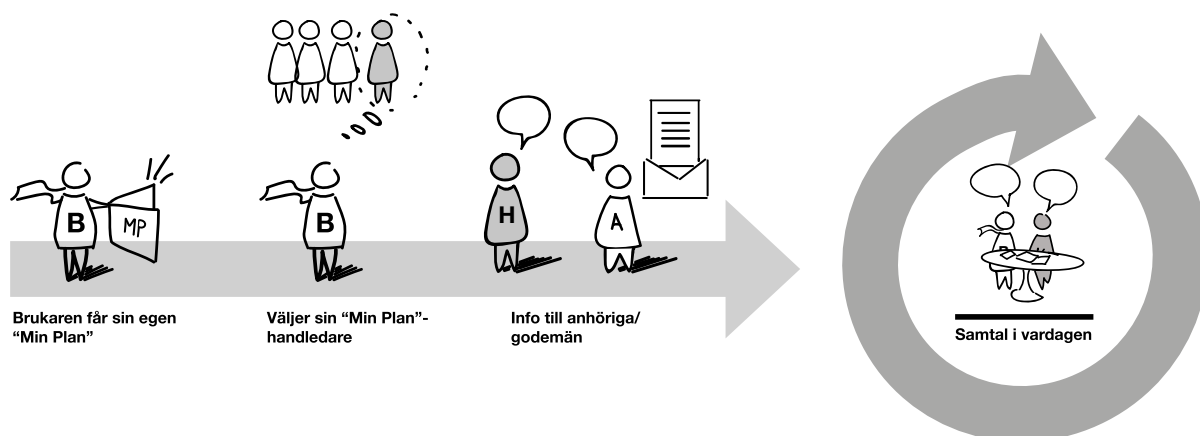 B
MP
B
H
A
Brukaren får sin egen
“Min Plan”
Väljer sin “Min Plan”-
handledare
Info till anhöriga/
godemän
Samtal i vardagen